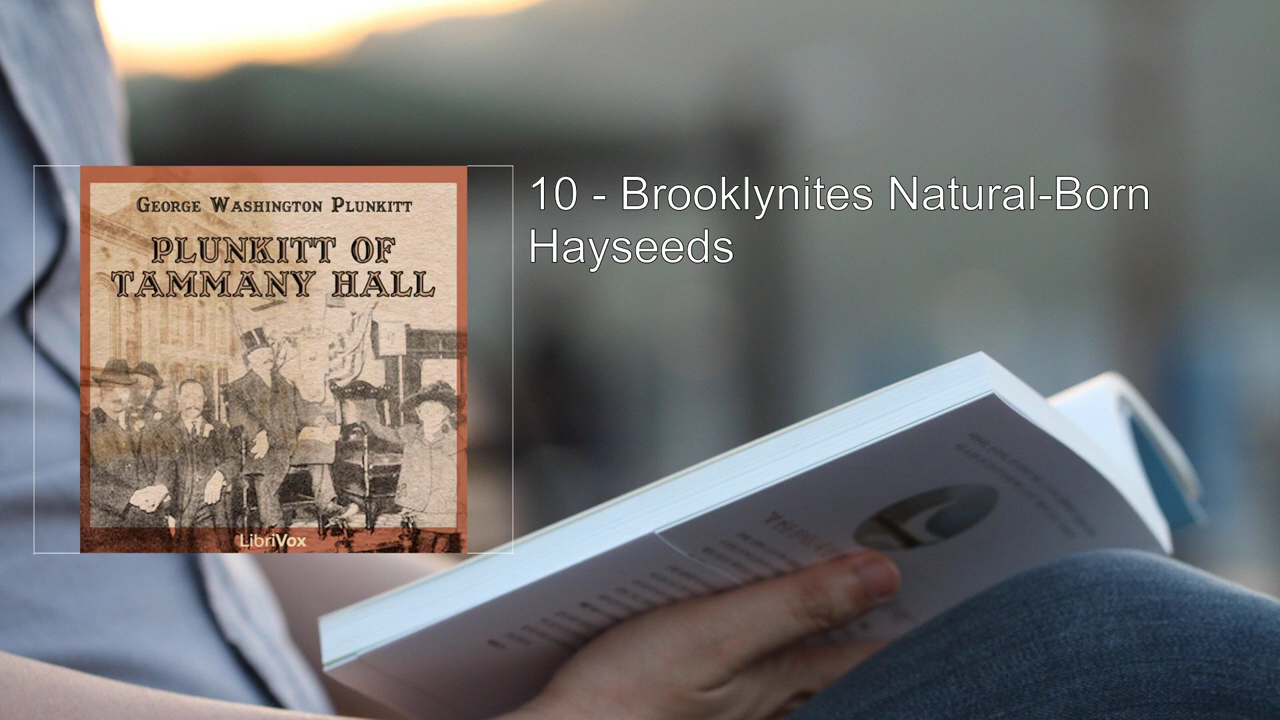 George Washington Plunkitt
PLUNKITT OF
TAMMANY HALL
LibriVox
10 - Brooklynites Natural-Born
Hayseeds